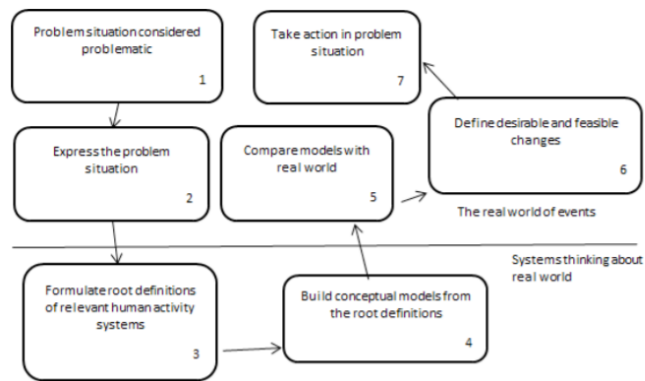 Problem situation considered
problematic
1
Express the problem
situation
2
Formulate root definitions
of relevant human activity
systems
3
Build conceptual models from
the root definitions
4
Compare models with
real world
5
Define desirable and feasible
changes
6
Take action in problem
situation
7
The real world of events
Systems thinking about
real world